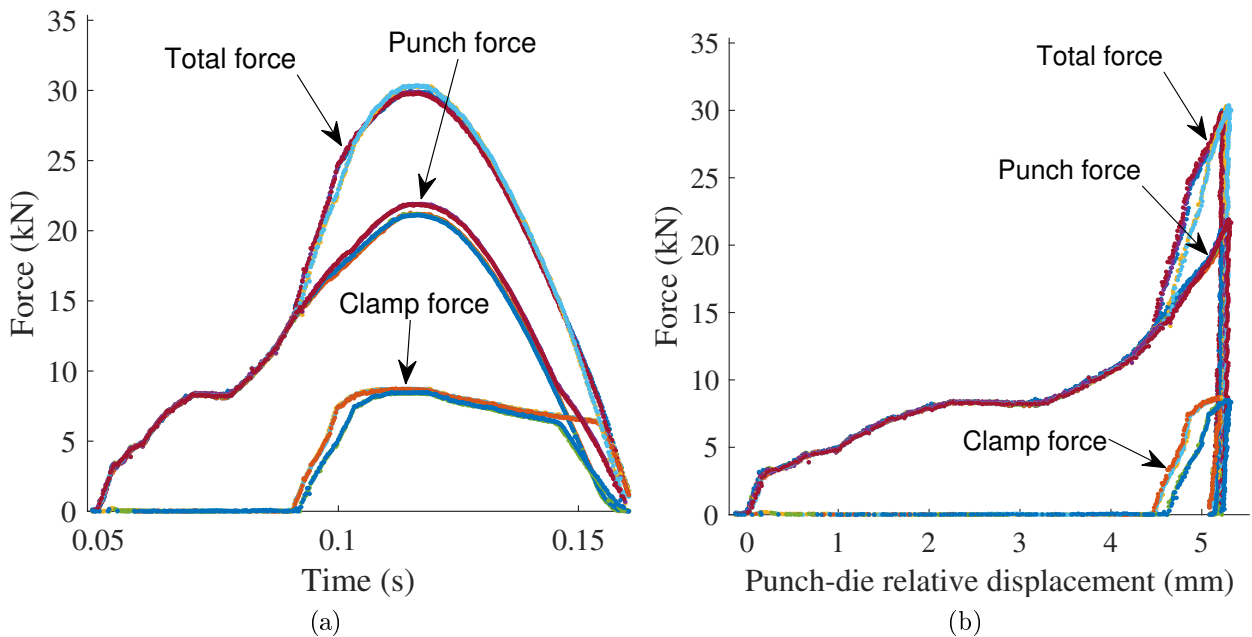 35
30
25
20
15
10
5
0
Force (kN)
0.05
0.1
0.15
Time (s)
Total force
Punch force
Clamp force
(a)
35
30
25
20
15
10
5
0
Force (kN)
0
1
2
3
4
5
Punch-die relative displacement (mm)
Total force
Punch force
Clamp force
(b)